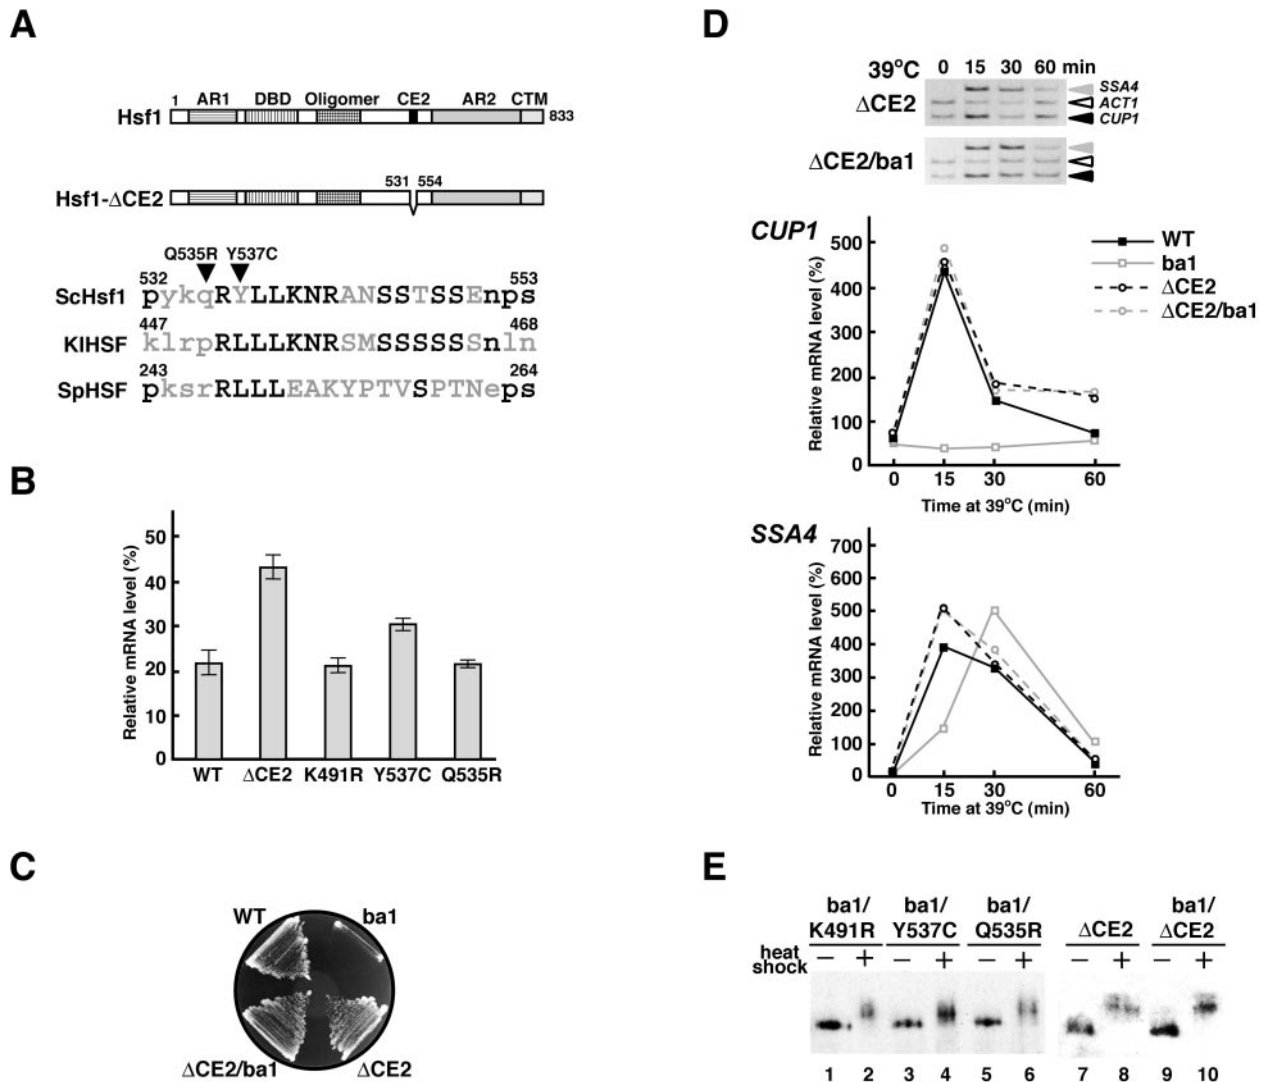 A
1 AR1 DBD Oligomer CE2 AR2 CTM
Hsf1 833
531 554
Hsf1-ΔCE2
Q535R Y537C
532 553
ScHsf1 pykqRYLLKNRANSSTSSEnps
447 468
KlHSF klrpRLLLKNRSMSSSSSSnln
243 264
SpHSF pksrRLLLEAKYPTVSPTNeps
B
Relative mRNA level (%)
50
40
30
20
10
0
WT ΔCE2 K491R Y537C Q535R
C
WT ba1
ΔCE2/ba1 ΔCE2
D
39°C 0 15 30 60 min
ΔCE2 SSA4
ACT1
CUP1
ΔCE2/ba1
CUP1
Relative mRNA level (%)
500
400
300
200
100
0
0 15 30 60
Time at 39°C (min)
WT
ba1
ΔCE2
ΔCE2/ba1
SSA4
Relative mRNA level (%)
700
600
500
400
300
200
100
0
0 15 30 60
Time at 39°C (min)
E
ba1/ ba1/ ba1/ ba1/
K491R Y537C Q535R ΔCE2 ΔCE2
heat shock − + − + − + − + − +
1 2 3 4 5 6 7 8 9 10